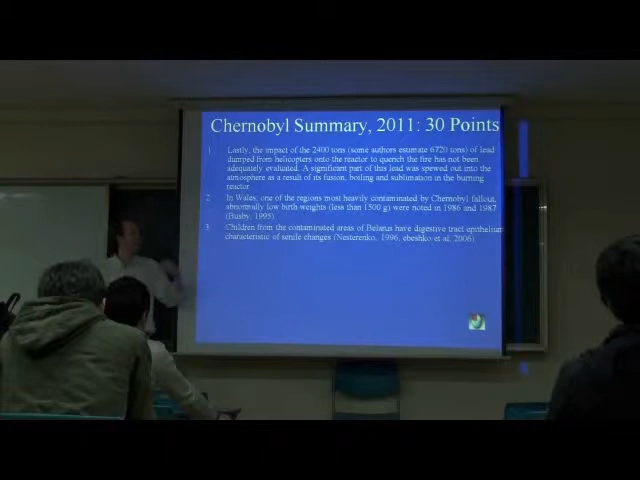 Chernobyl Summary, 2011: 30 Points
1 Lastly, the impact of the 2400 tons (some authors estimate 6720 tons) of lead
dumped from helicopters onto the reactor to quench the fire has not been
adequately evaluated. A significant part of this lead was spewed out into the
atmosphere as a result of its fusion, boiling and sublimation in the burning
reactor
2 In Wales, one of the regions most heavily contaminated by Chernobyl fallout,
abnormally low birth weights (less than 1500 g) were noted in 1986 and 1987
(Busby, 1995)
3 Children from the contaminated areas of Belarus have digestive tract epithelium
characteristic of senile changes (Nesterenko, 1996, ebeshko et al, 2006)